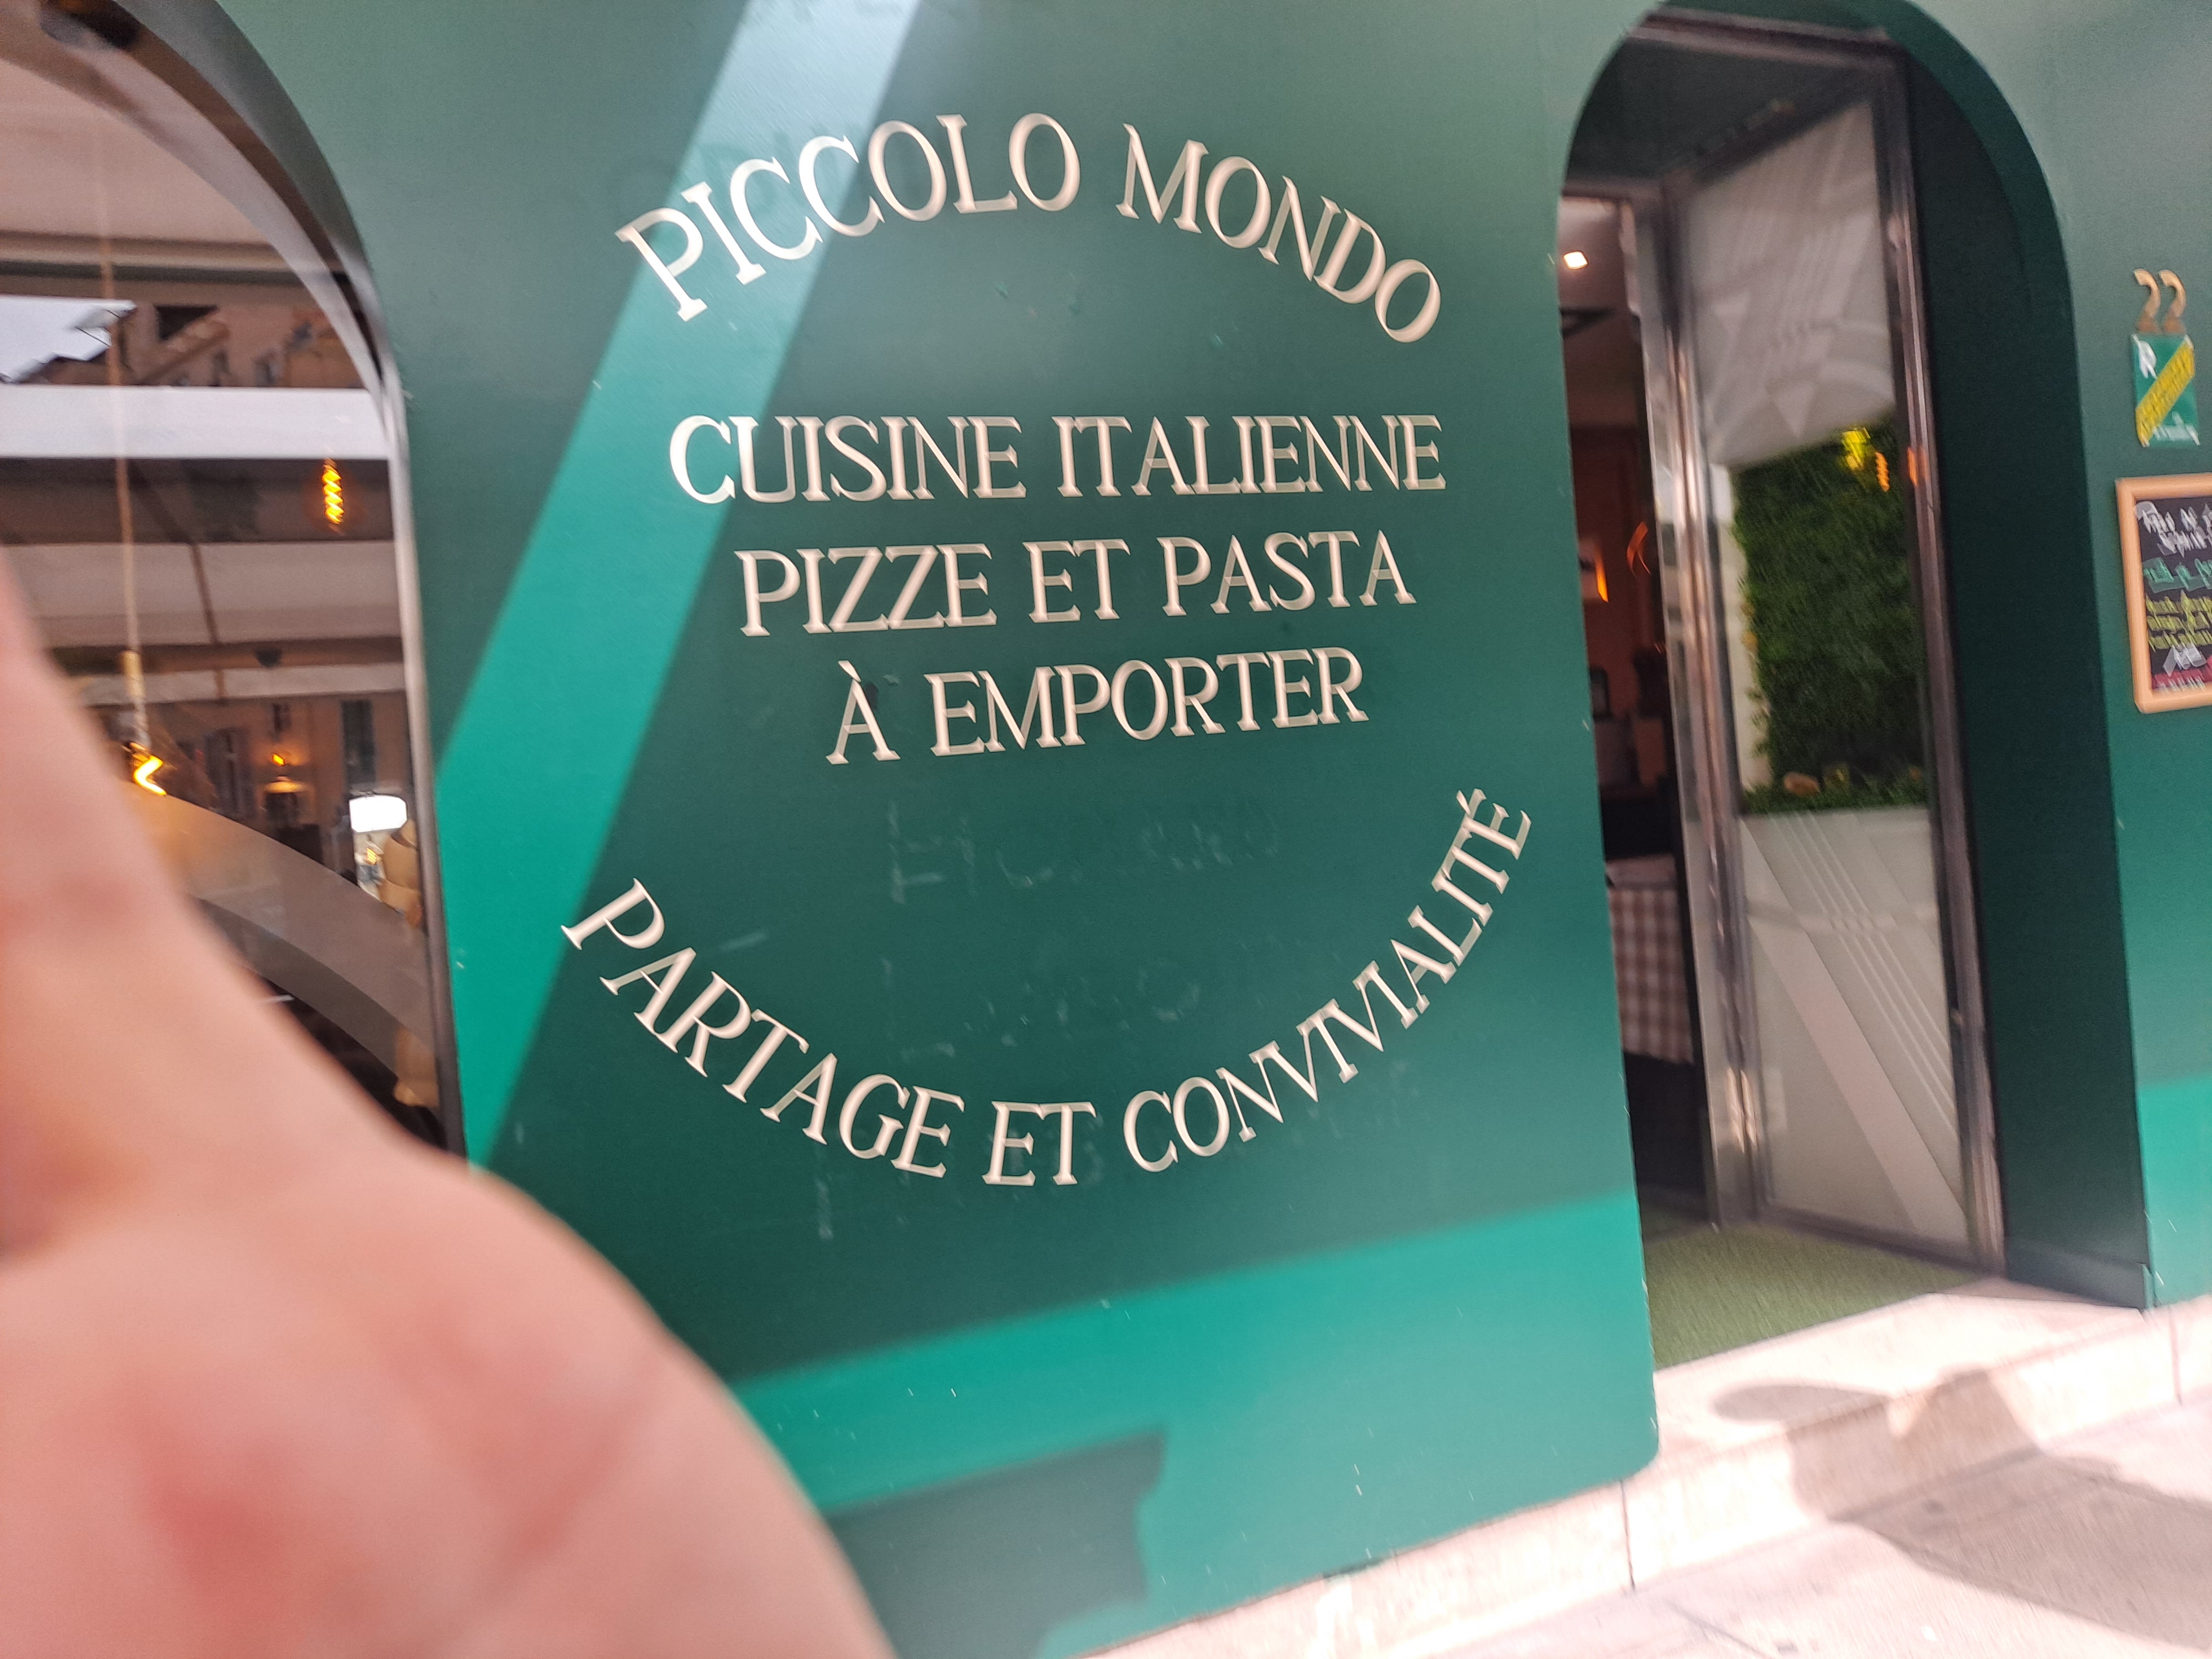 PICCOLO MONDO
CUISINE ITALIENNE
PIZZE ET PASTA
À EMPORTER
PARTAGE ET CONVIVIALITÉ
22